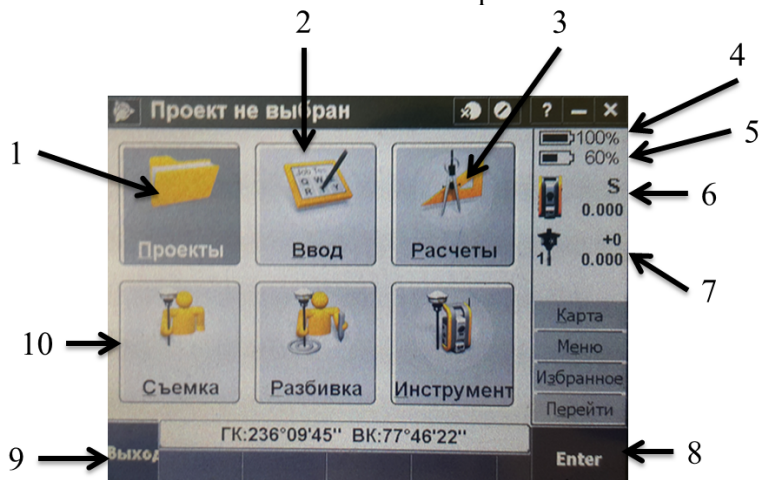 2
3
4
5
1
6
7
10
9
8
Проект не выбран
? – ×
100%
60%
S
0.000
+0
1 0.000
Проекты
Ввод
Расчеты
Съемка
Разбивка
Инструмент
Карта
Меню
Избранное
Перейти
ГК:236°09'45'' ВК:77°46'22''
Выход
Enter